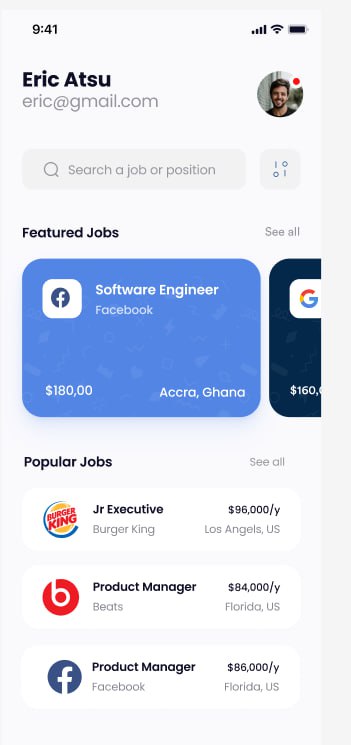 9:41
Eric Atsu
eric@gmail.com
Search a job or position
Featured Jobs See all
Software Engineer
Facebook
$180,00 Accra, Ghana
$160,0
Popular Jobs See all
BURGER KING
Jr Executive $96,000/y
Burger King Los Angels, US
Product Manager $84,000/y
Beats Florida, US
Product Manager $86,000/y
Facebook Florida, US